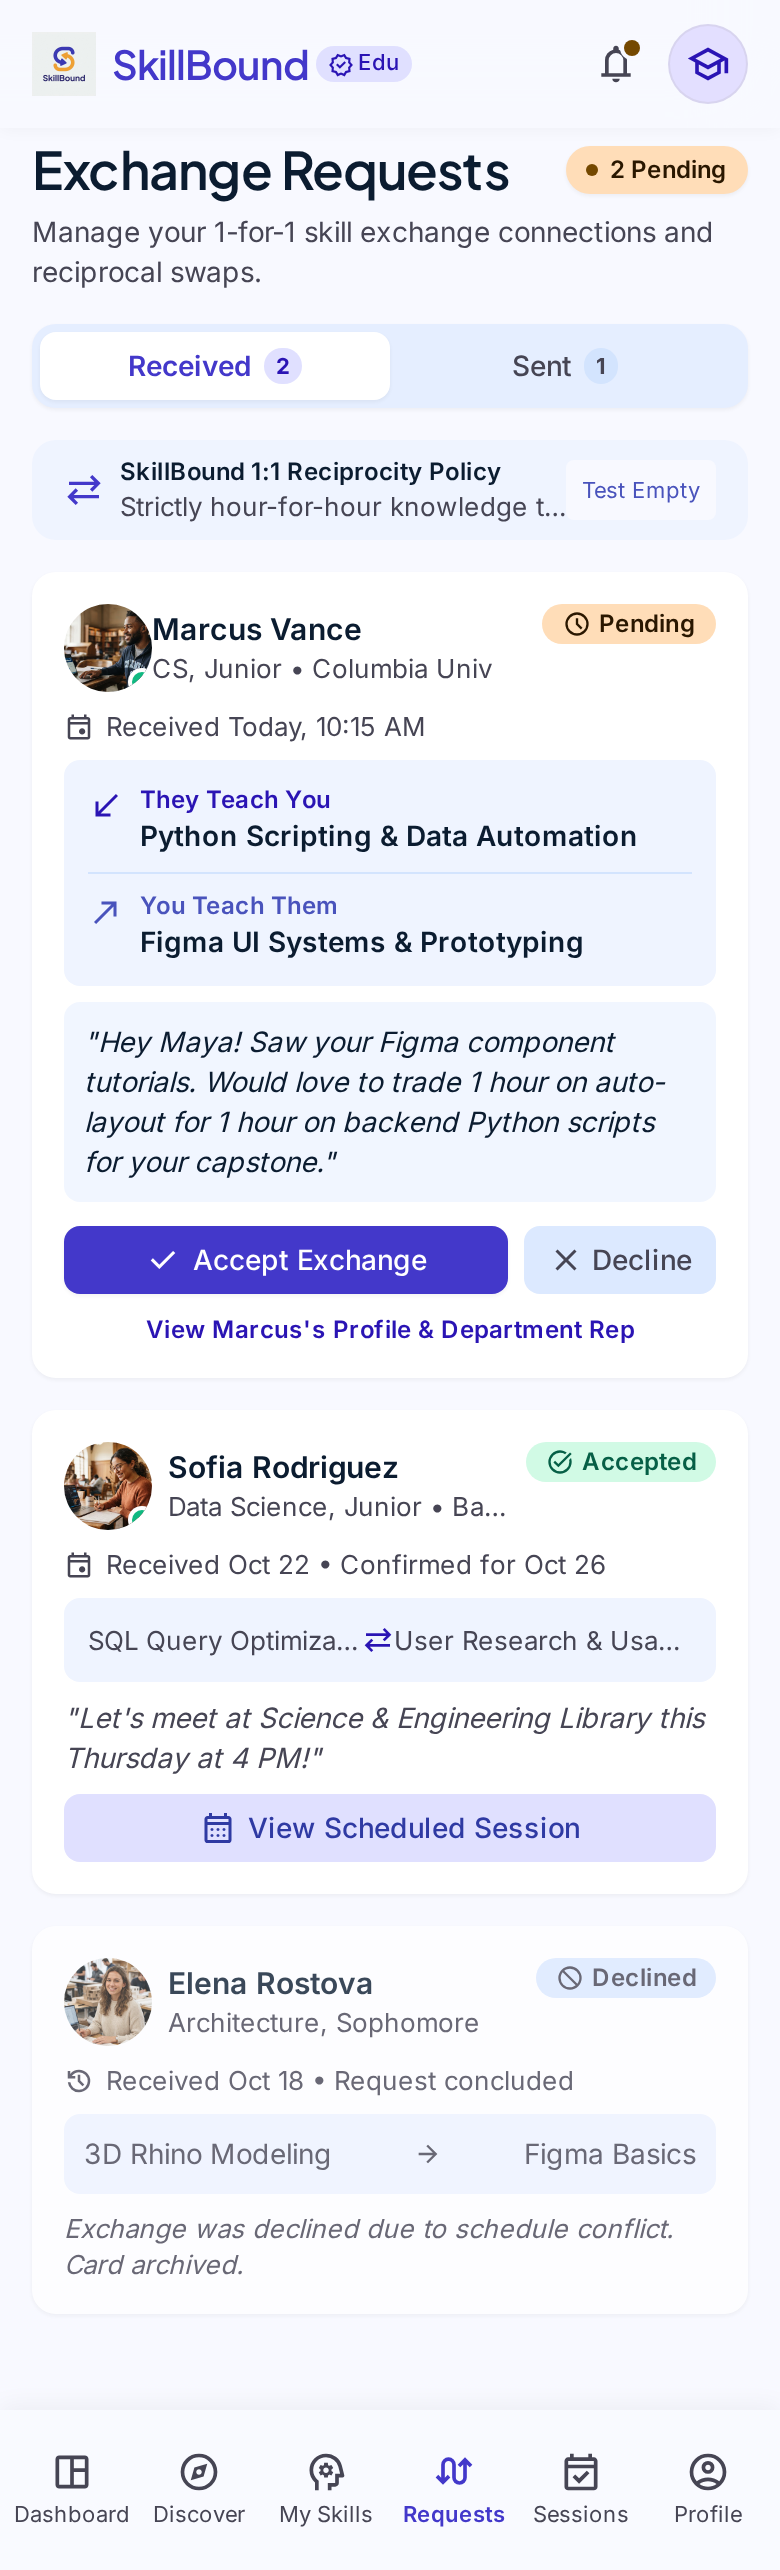 SkillBound
SkillBound
Edu
Exchange Requests
2 Pending
Manage your 1-for-1 skill exchange connections and
reciprocal swaps.
Received 2
Sent 1
SkillBound 1:1 Reciprocity Policy
Strictly hour-for-hour knowledge t...
Test Empty
Marcus Vance
Pending
CS, Junior • Columbia Univ
Received Today, 10:15 AM
They Teach You
Python Scripting & Data Automation
You Teach Them
Figma UI Systems & Prototyping
"Hey Maya! Saw your Figma component
tutorials. Would love to trade 1 hour on auto-
layout for 1 hour on backend Python scripts
for your capstone."
Accept Exchange
Decline
View Marcus's Profile & Department Rep
Sofia Rodriguez
Accepted
Data Science, Junior • Ba...
Received Oct 22 • Confirmed for Oct 26
SQL Query Optimiza...
User Research & Usa...
"Let's meet at Science & Engineering Library this
Thursday at 4 PM!"
View Scheduled Session
Elena Rostova
Declined
Architecture, Sophomore
Received Oct 18 • Request concluded
3D Rhino Modeling
Figma Basics
Exchange was declined due to schedule conflict.
Card archived.
Dashboard
Discover
My Skills
Requests
Sessions
Profile